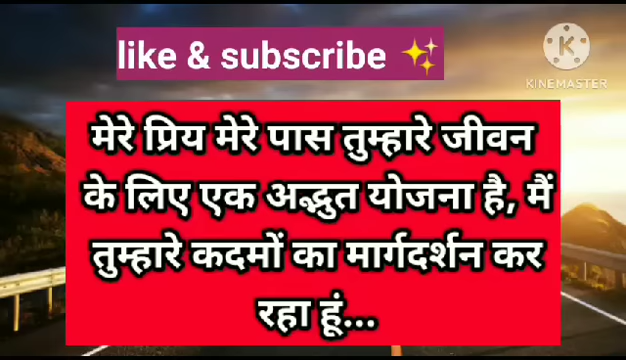 like & subscribe ✨
KINEMASTER
मेरे प्रिय मेरे पास तुम्हारे जीवन
के लिए एक अद्भुत योजना है, मैं
तुम्हारे कदमों का मार्गदर्शन कर
रहा हूं...